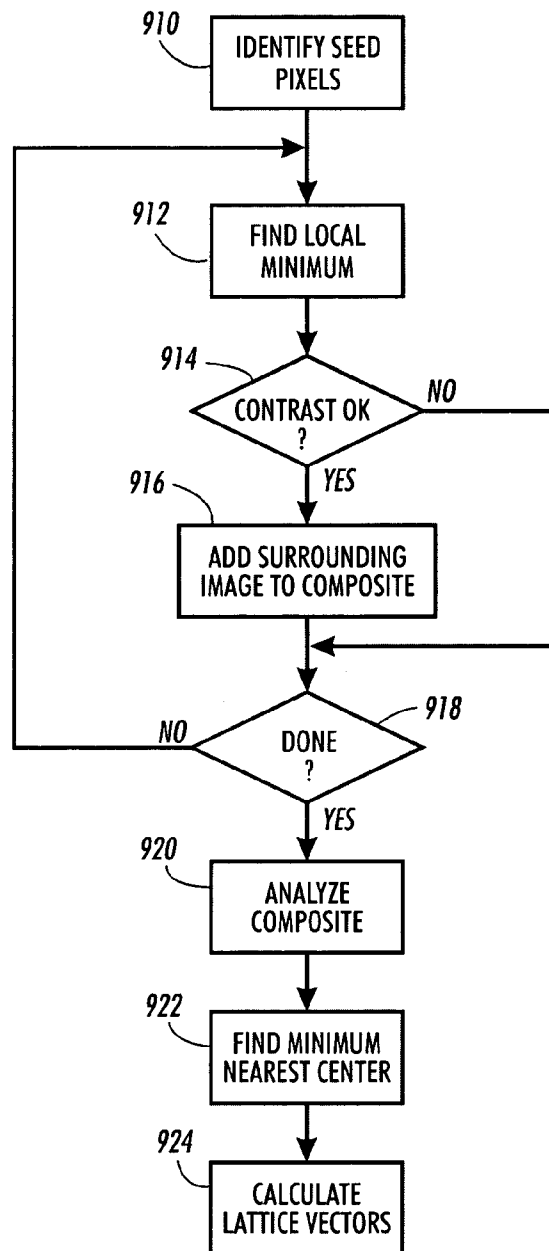 910
IDENTIFY SEED
PIXELS
912
FIND LOCAL
MINIMUM
914
CONTRAST OK
?
NO
YES
916
ADD SURROUNDING
IMAGE TO COMPOSITE
918
NO
DONE
?
YES
920
ANALYZE
COMPOSITE
922
FIND MINIMUM
NEAREST CENTER
924
CALCULATE
LATTICE VECTORS